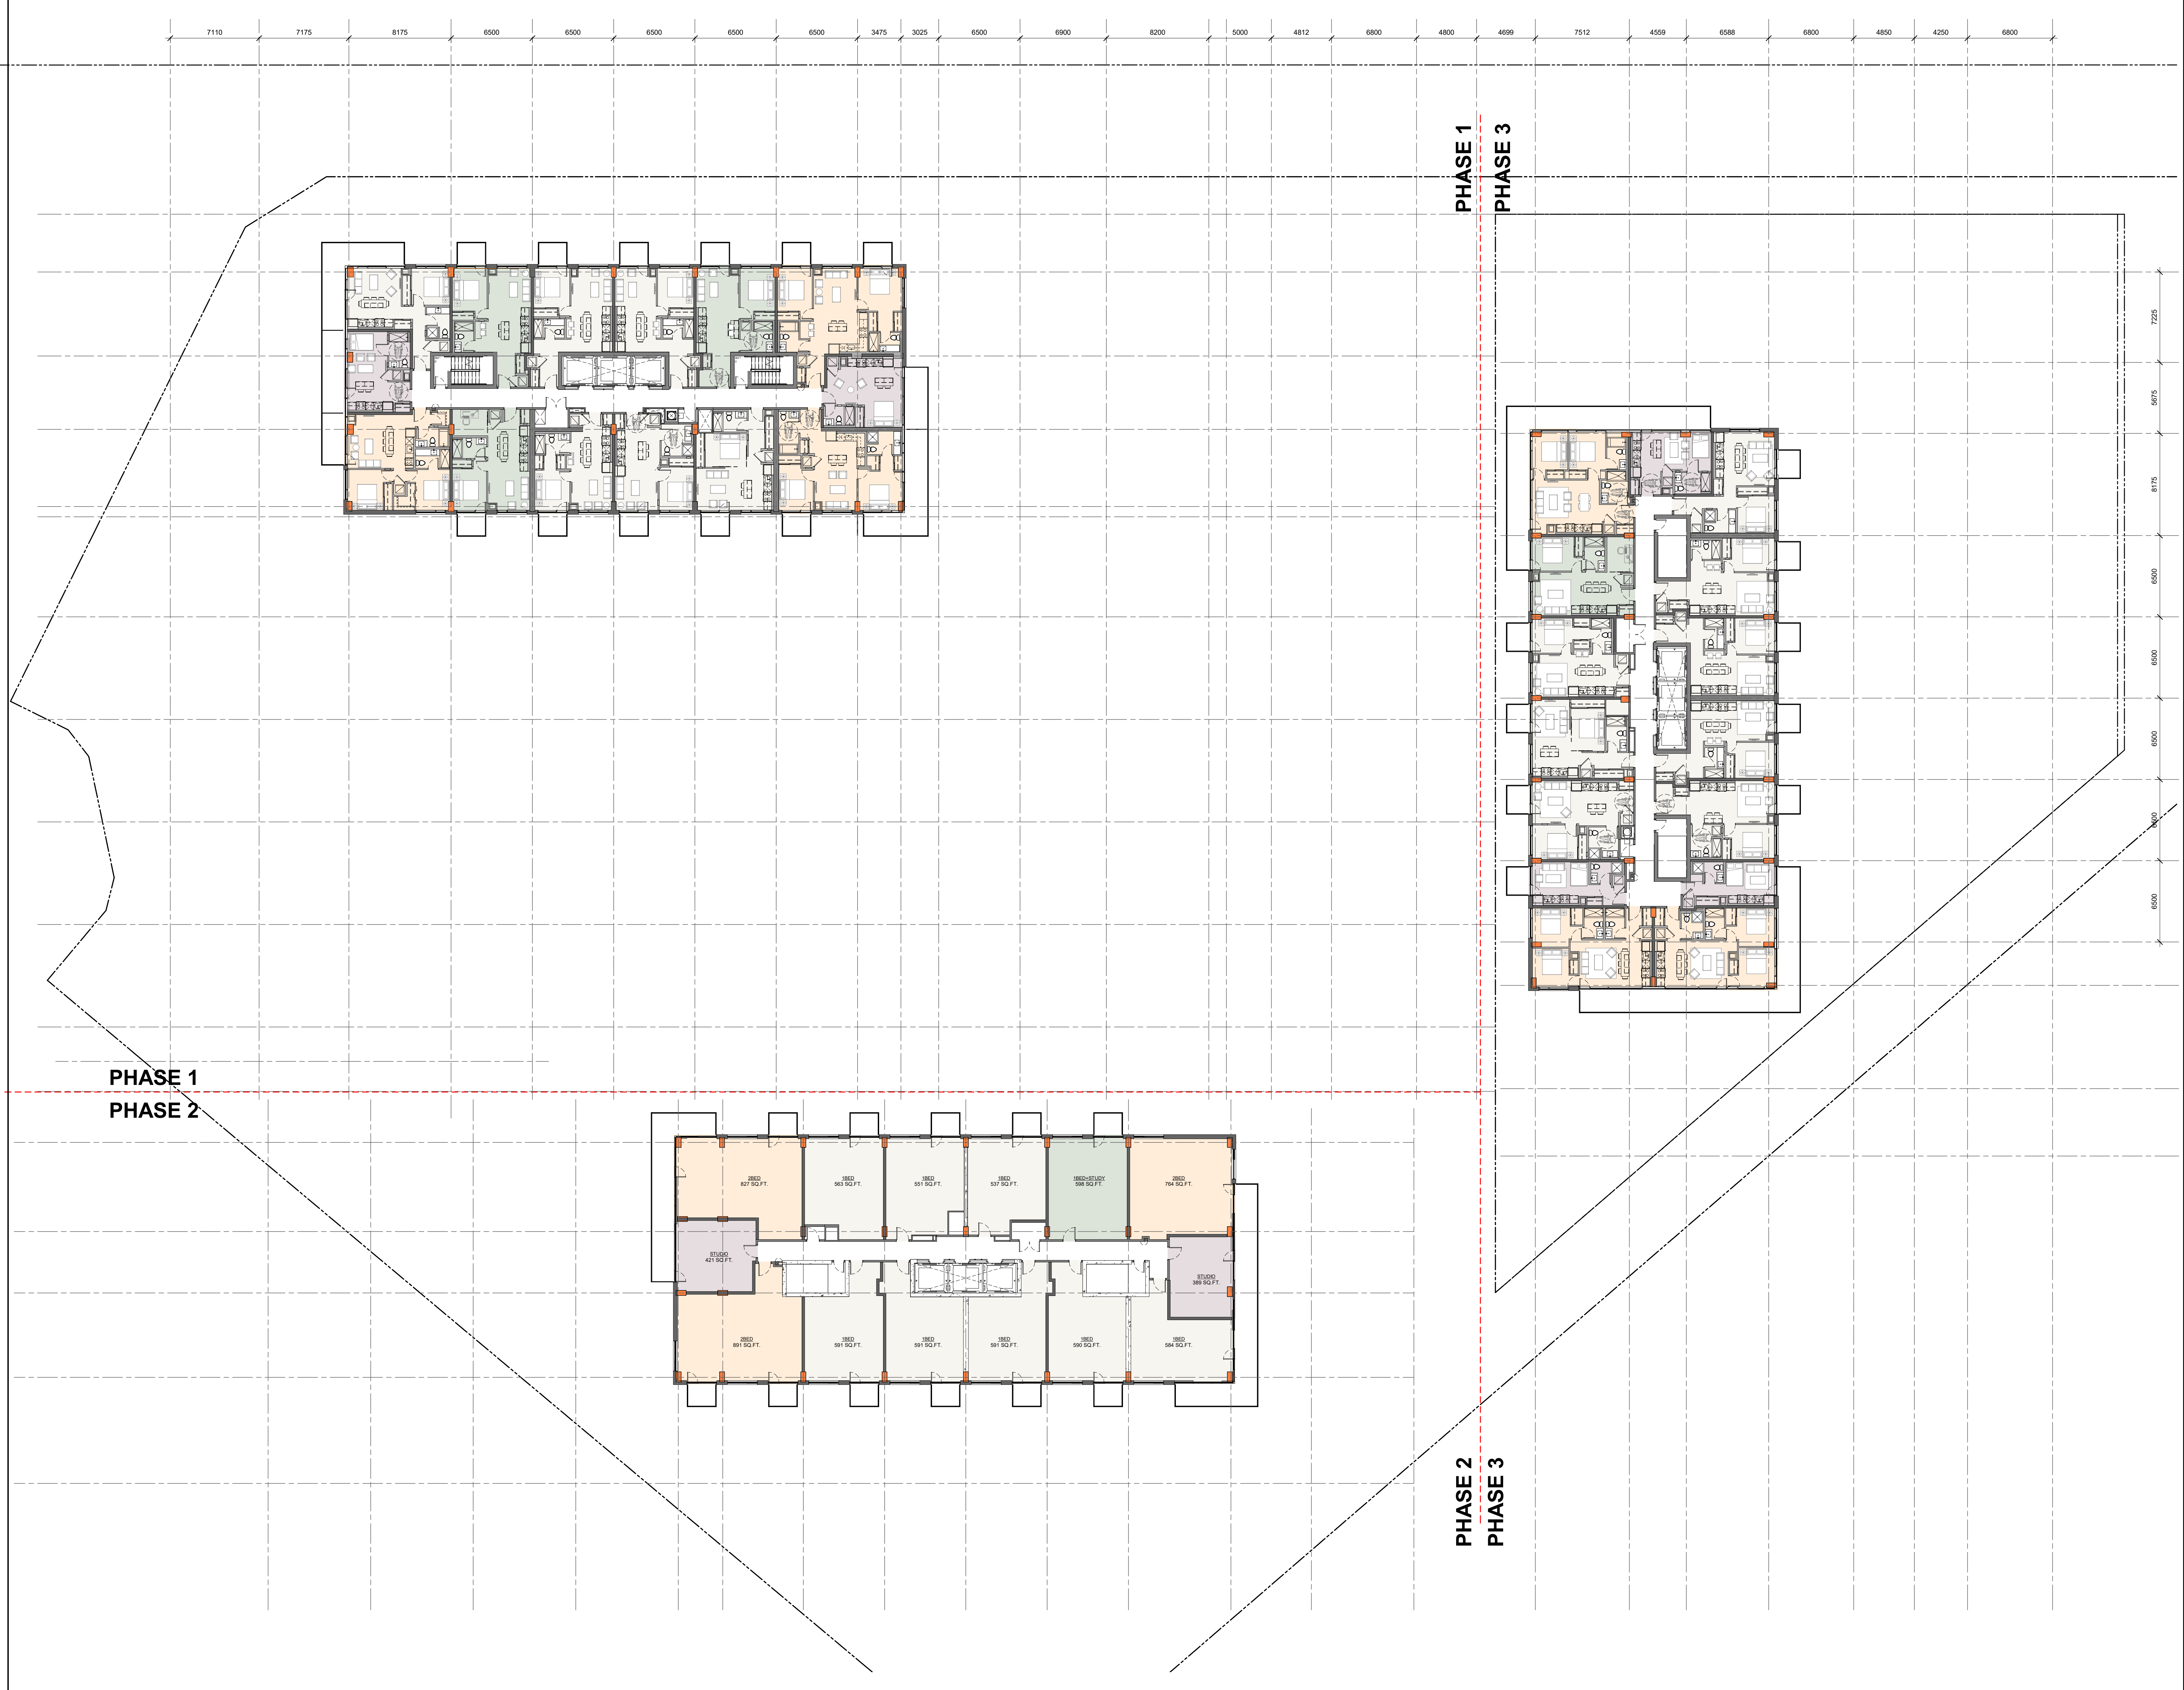 7110 7175 8175 6500 6500 6500 6500 6500 3475 3025 6500 6900 8200 5000 4812 6800 4800 4699 7512 4559 6588 6800 4850 4250 6800
PHASE 1
PHASE 3
7225
5675
8175
6500
6500
6500
6500
6500
PHASE 1
PHASE 2
2BED
827 SQ.FT.
1BED
563 SQ.FT.
1BED
551 SQ.FT.
1BED
537 SQ.FT.
1BED+STUDY
598 SQ.FT.
2BED
764 SQ.FT.
STUDIO
421 SQ.FT.
STUDIO
389 SQ.FT.
2BED
891 SQ.FT.
1BED
591 SQ.FT.
1BED
591 SQ.FT.
1BED
591 SQ.FT.
1BED
590 SQ.FT.
1BED
584 SQ.FT.
PHASE 2
PHASE 3